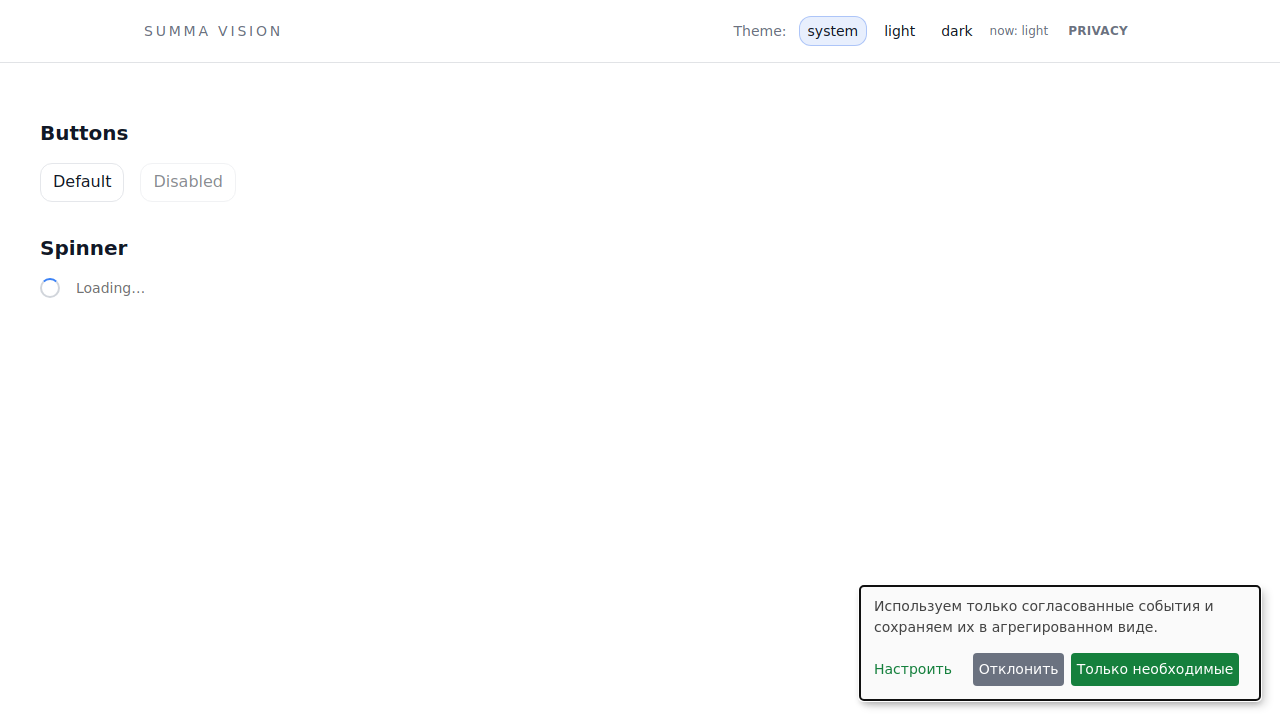 SUMMA VISION
Theme: system light dark now: light PRIVACY
Buttons
Default Disabled
Spinner
Loading…
Используем только согласованные события и
сохраняем их в агрегированном виде.
Настроить Отклонить Только необходимые